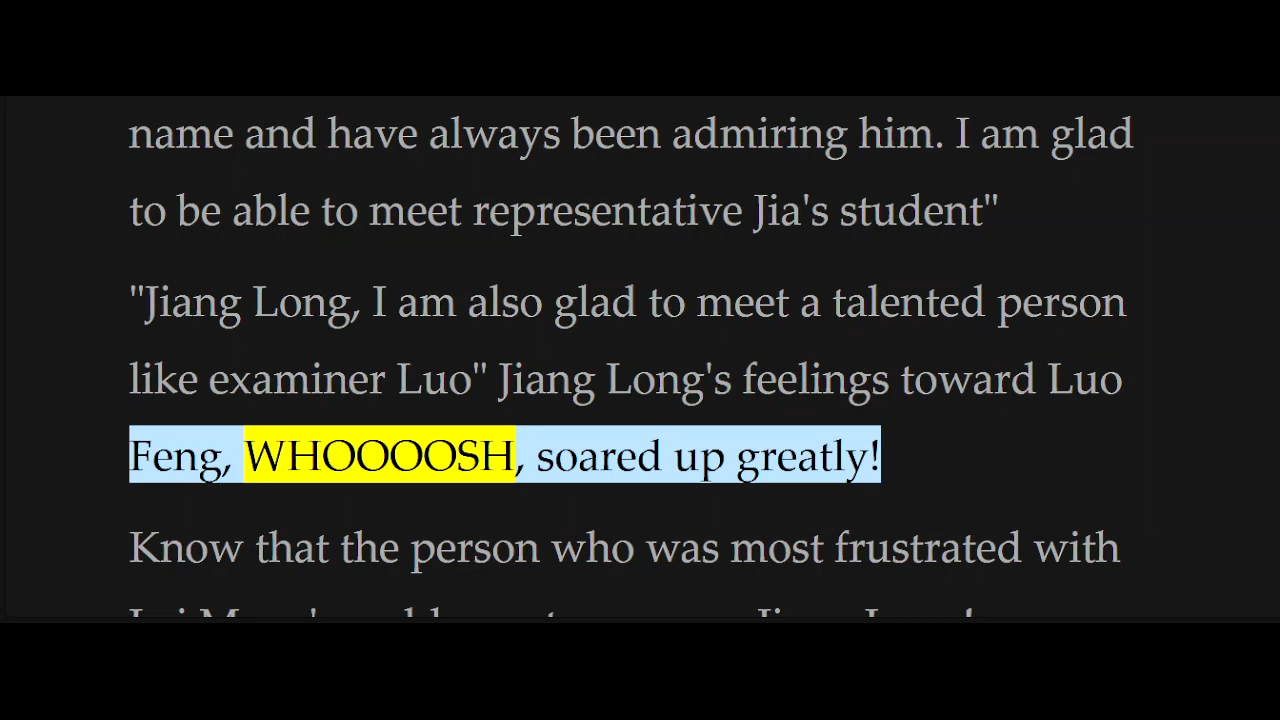 name and have always been admiring him. I am glad
to be able to meet representative Jia's student"
"Jiang Long, I am also glad to meet a talented person
like examiner Luo" Jiang Long's feelings toward Luo
Feng, WHOOOOSH, soared up greatly!
Know that the person who was most frustrated with